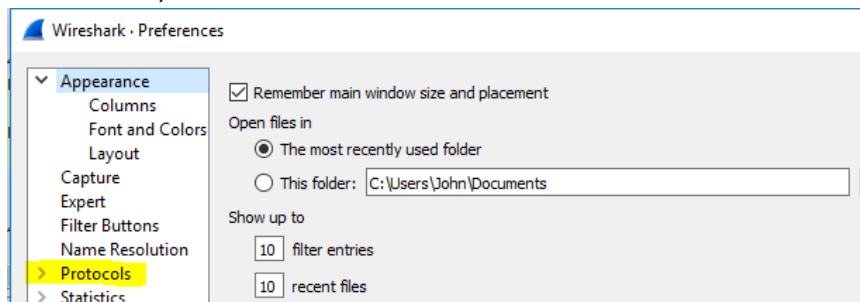 Wireshark · Preferences
Appearance
Columns
Font and Colors
Layout
Capture
Expert
Filter Buttons
Name Resolution
Protocols
Statistics
Remember main window size and placement
Open files in
The most recently used folder
This folder: C:\Users\John\Documents
Show up to
10 filter entries
10 recent files